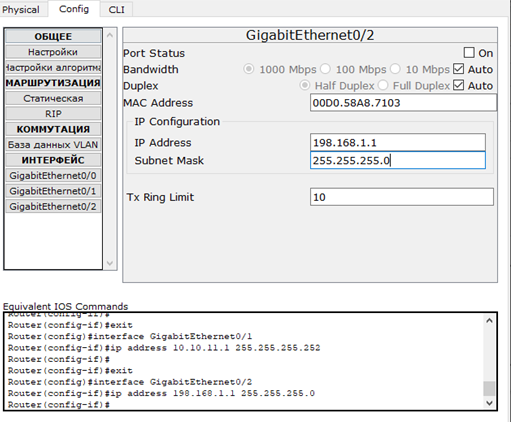 Physical Config CLI
GigabitEthernet0/2
ОБЩЕЕ
Настройки
Настройки алгоритма
МАРШРУТИЗАЦИЯ
Статическая
RIP
КОММУТАЦИЯ
База данных VLAN
ИНТЕРФЕЙС
GigabitEthernet0/0
GigabitEthernet0/1
GigabitEthernet0/2
Port Status On
Bandwidth 1000 Mbps 100 Mbps 10 Mbps Auto
Duplex Half Duplex Full Duplex Auto
MAC Address 00D0.58A8.7103
IP Configuration
IP Address 198.168.1.1
Subnet Mask 255.255.255.0
Tx Ring Limit 10
Equivalent IOS Commands
Router(config-if)#
Router(config-if)#exit
Router(config)#interface GigabitEthernet0/1
Router(config-if)#ip address 10.10.11.1 255.255.255.252
Router(config-if)#
Router(config-if)#exit
Router(config)#interface GigabitEthernet0/2
Router(config-if)#ip address 198.168.1.1 255.255.255.0
Router(config-if)#